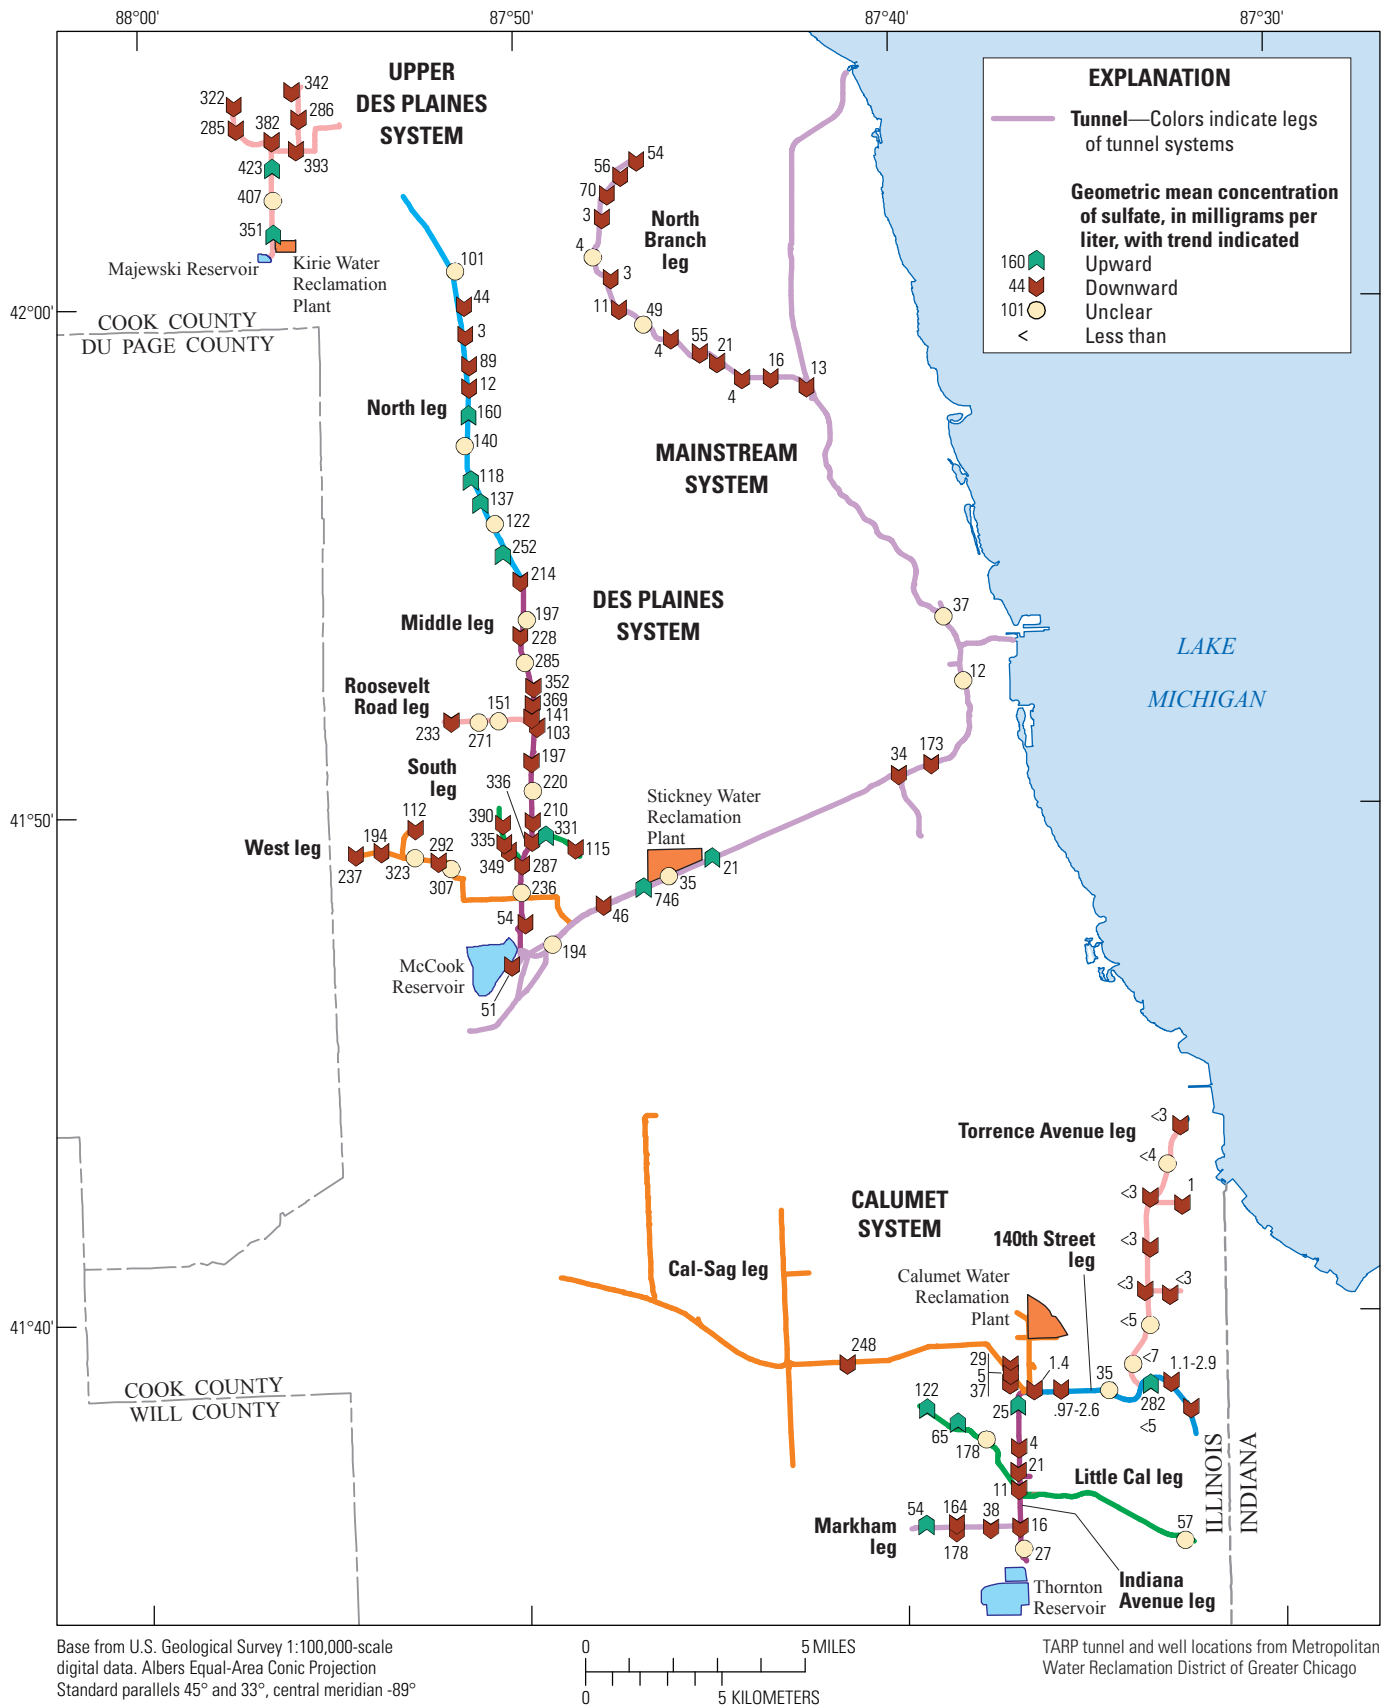 88°00'
87°50'
87°40'
87°30'
UPPER
DES PLAINES
SYSTEM
342
322
286
285
382
393
423
407
351
Majewski Reservoir
Kirie Water
Reclamation
Plant
42°00'
COOK COUNTY
DU PAGE COUNTY
EXPLANATION
Tunnel—Colors indicate legs
of tunnel systems
Geometric mean concentration
of sulfate, in milligrams per
liter, with trend indicated
160 Upward
44 Downward
101 Unclear
< Less than
54
56
70
3
4
3
11
49
4
55
21
4
16
13
North
Branch
leg
MAINSTREAM
SYSTEM
101
44
3
89
12
160
140
118
137
122
252
214
North leg
DES PLAINES
SYSTEM
Middle leg
197
228
285
352
369
141
103
Roosevelt
Road leg
151
233
271
197
220
South
leg
336
210
390
331
335
115
349
287
112
194
292
West leg
237
323
307
236
54
41°50'
Stickney Water
Reclamation
Plant
37
12
173
34
21
35
746
46
194
McCook
Reservoir
51
LAKE
MICHIGAN
Torrence Avenue leg
<3
<4
<3
1
<3
<3
<3
<5
<7
CALUMET
SYSTEM
140th Street
leg
Cal-Sag leg
Calumet Water
Reclamation
Plant
41°40'
248
29
5
37
1.4
35
1.1-2.9
.97-2.6
282
<5
122
25
65
178
4
21
11
Little Cal leg
57
54
164
38
16
178
27
Markham
leg
Indiana
Avenue leg
Thornton
Reservoir
COOK COUNTY
WILL COUNTY
ILLINOIS
INDIANA
Base from U.S. Geological Survey 1:100,000-scale
digital data. Albers Equal-Area Conic Projection
Standard parallels 45° and 33°, central meridian -89°
0 5 MILES
0 5 KILOMETERS
TARP tunnel and well locations from Metropolitan
Water Reclamation District of Greater Chicago